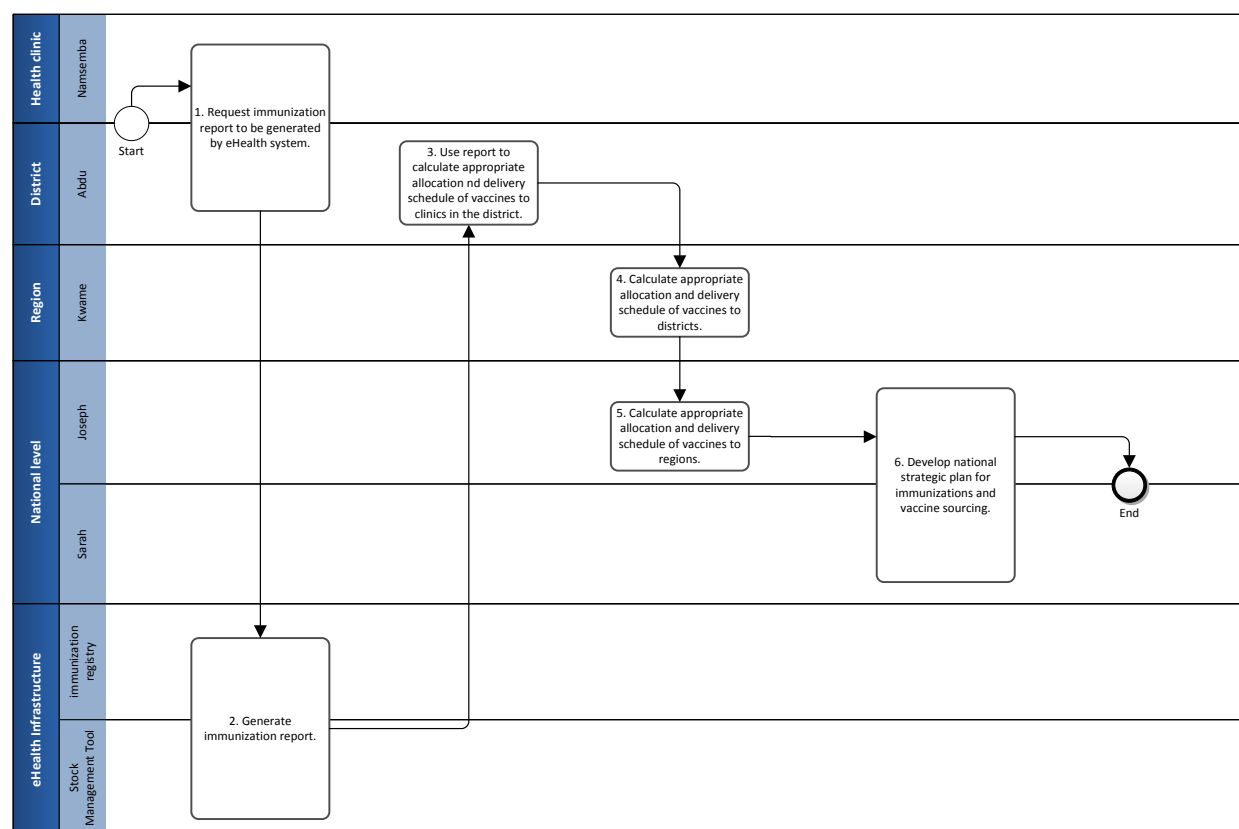 Health clinic
Namsemba
Start
1. Request immunization
report to be generated
by eHealth system.
District
Abdu
3. Use report to
calculate appropriate
allocation nd delivery
schedule of vaccines to
clinics in the district.
Region
Kwame
4. Calculate appropriate
allocation and delivery
schedule of vaccines to
districts.
National level
Joseph
5. Calculate appropriate
allocation and delivery
schedule of vaccines to
regions.
6. Develop national
strategic plan for
immunizations and
vaccine sourcing.
End
Sarah
eHealth Infrastructure
immunization
registry
2. Generate
immunization report.
Stock
Management Tool